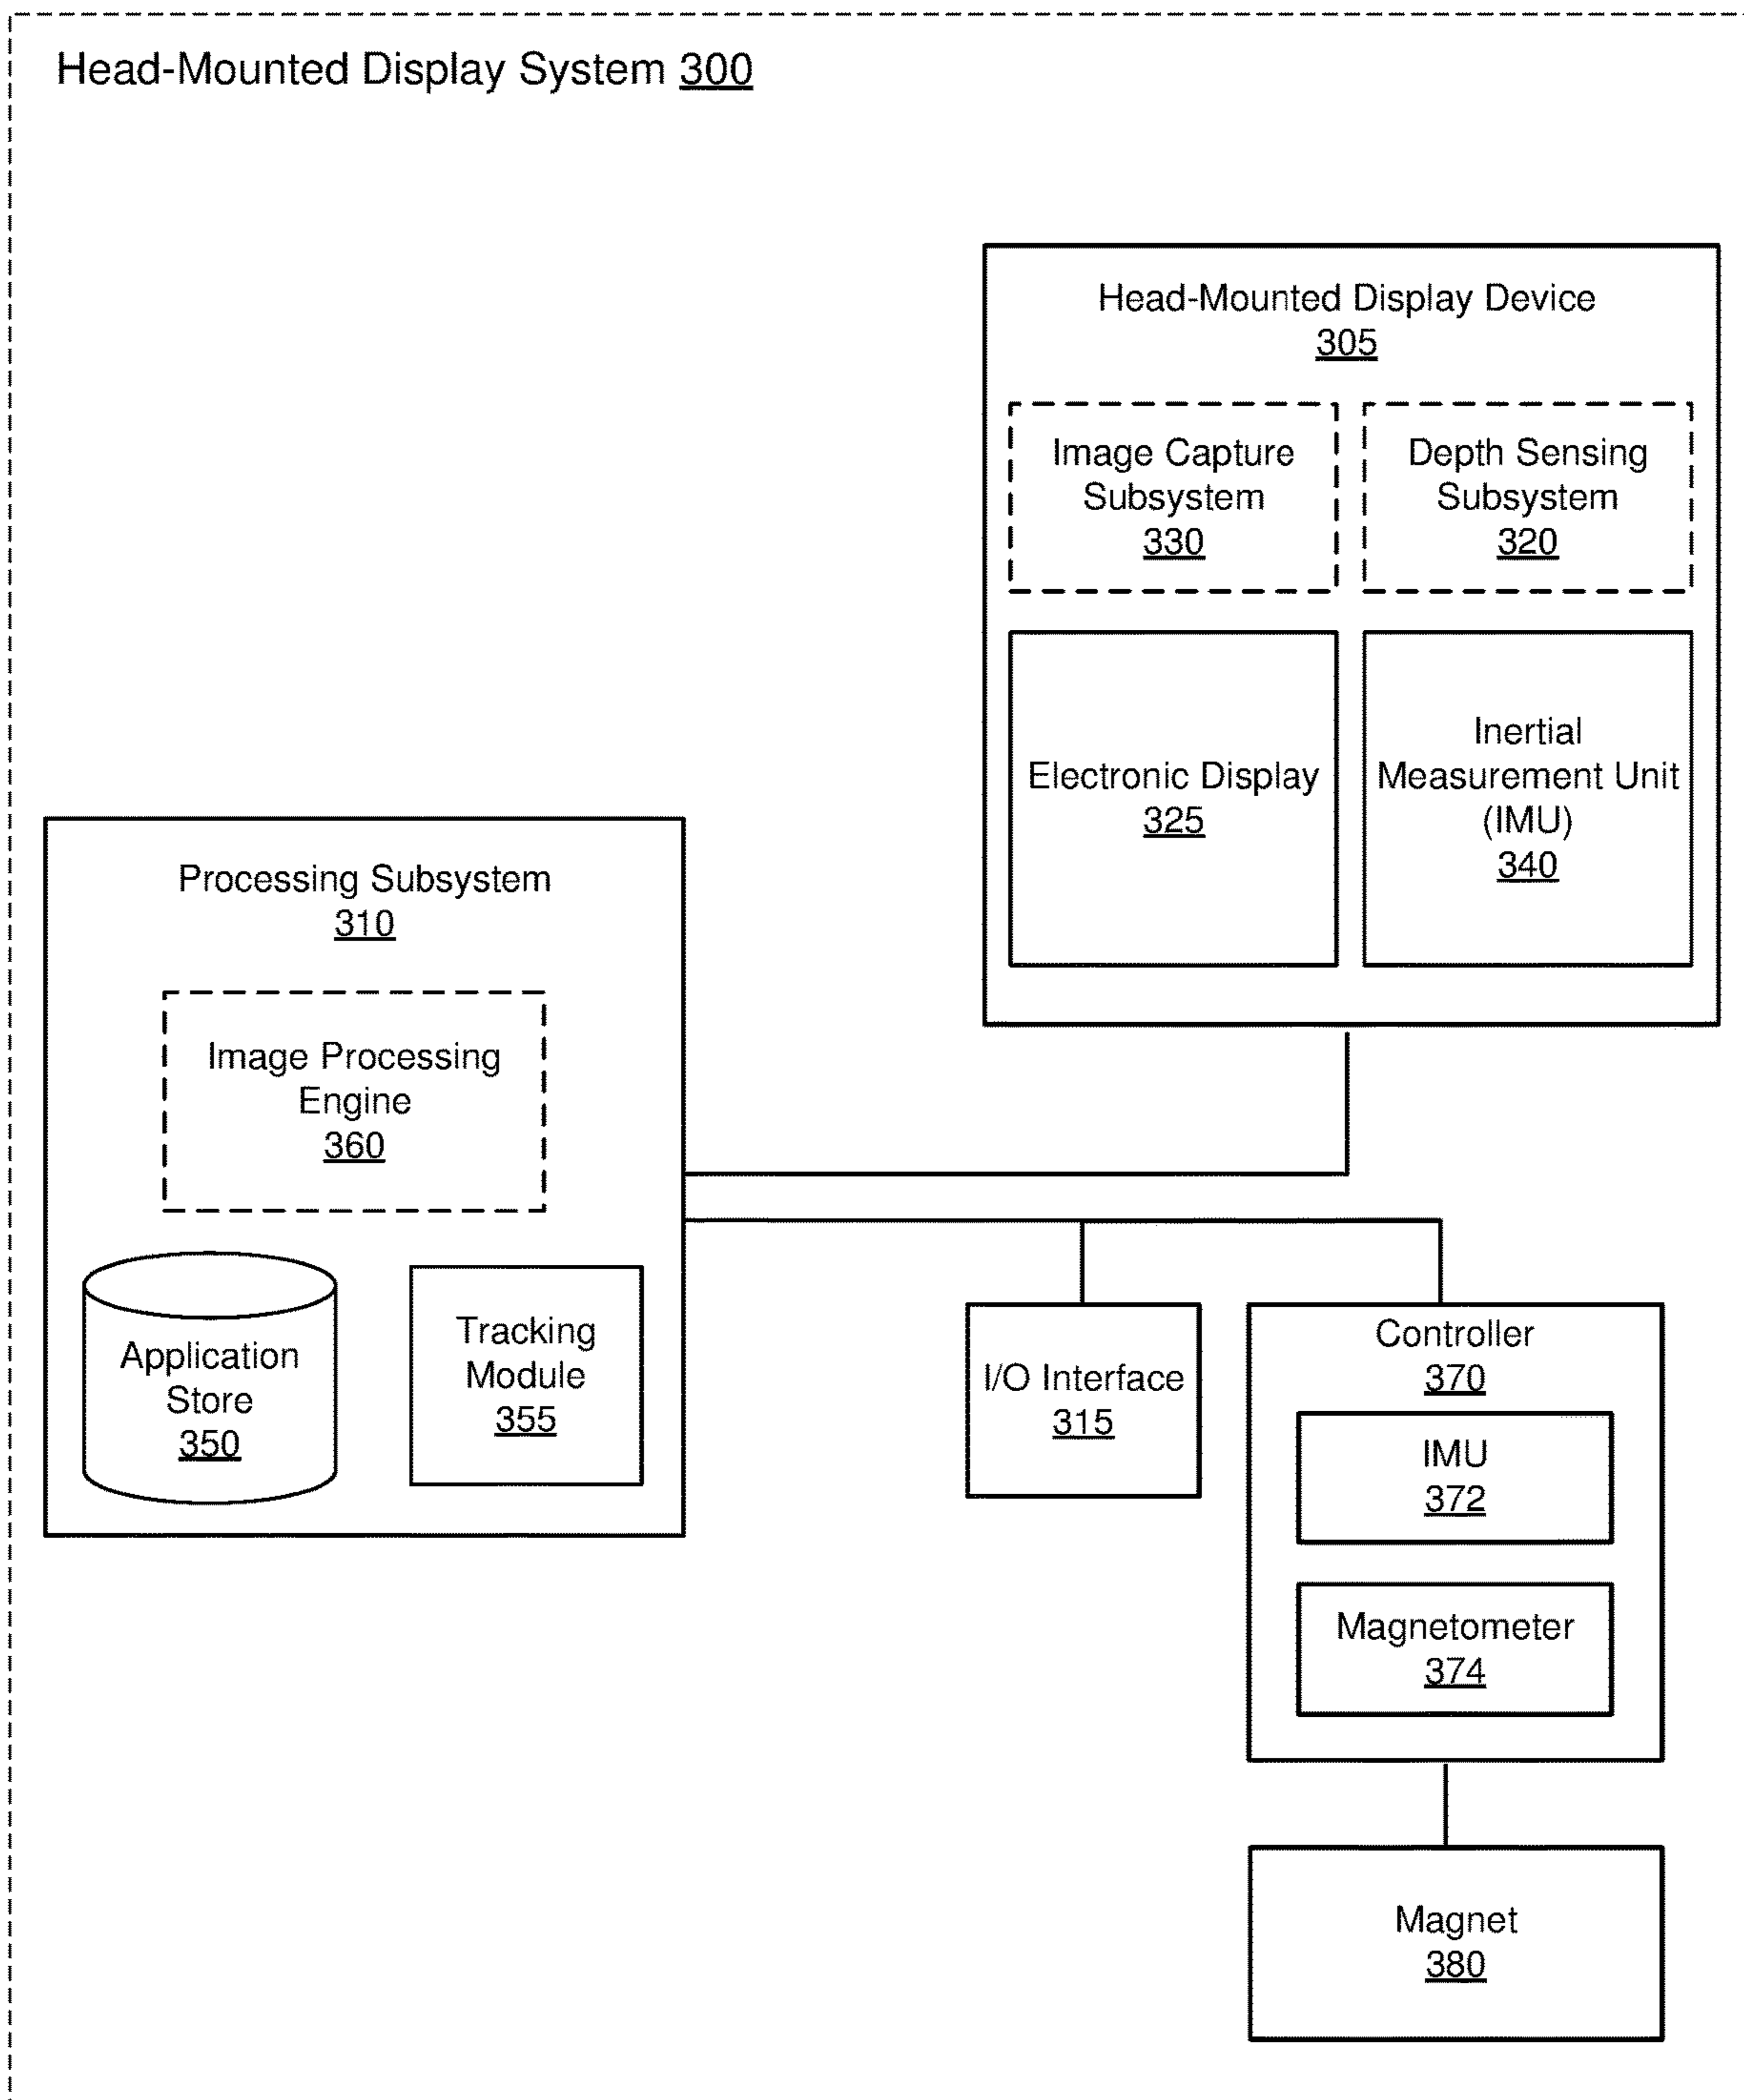 Head-Mounted Display System 300
Head-Mounted Display Device
305
Image Capture
Subsystem
330
Depth Sensing
Subsystem
320
Electronic Display
325
Inertial
Measurement Unit
(IMU)
340
Processing Subsystem
310
Image Processing
Engine
360
Application
Store
350
Tracking
Module
355
I/O Interface
315
Controller
370
IMU
372
Magnetometer
374
Magnet
380